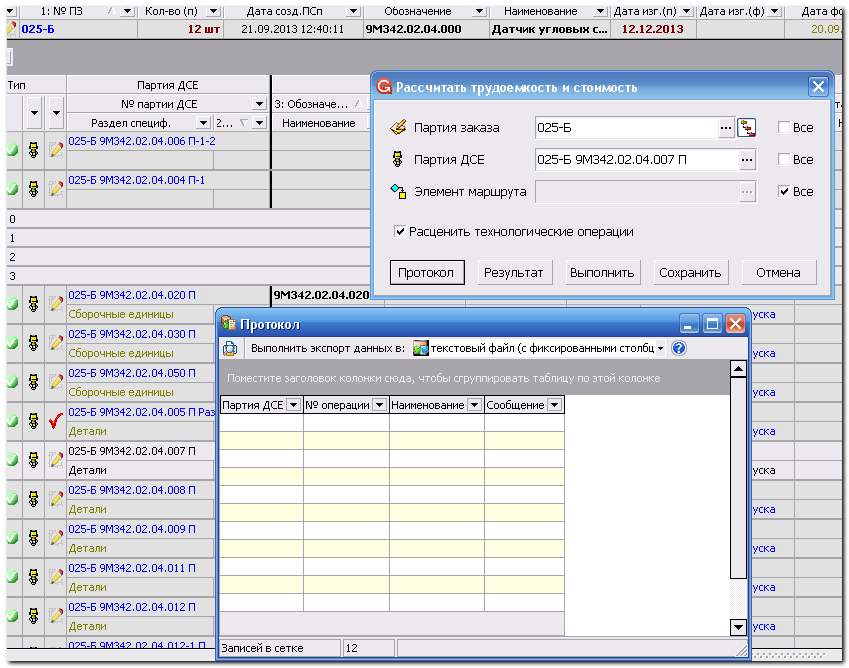 1: № ПЗ
Кол-во (п)
Дата созд.ПСп
Обозначение
Наименование
Дата изг.(п)
Дата изг.(ф)
Дата фо
025-Б
12 шт
21.09.2013 12:40:11
9М342.02.04.000
Датчик угловых с...
12.12.2013
20.09.
Тип
Партия ДСЕ
№ партии ДСЕ
3: Обозначе...
Раздел специф.
2...
Наименование
025-Б 9М342.02.04.006 П-1-2
025-Б 9М342.02.04.004 П-1
0
1
2
3
025-Б 9М342.02.04.020 П
9М342.02.04.020
Сборочные единицы
уска
025-Б 9М342.02.04.030 П
Сборочные единицы
уска
025-Б 9М342.02.04.050 П
Сборочные единицы
уска
025-Б 9М342.02.04.005 П Раз
Детали
уска
025-Б 9М342.02.04.007 П
Детали
уска
025-Б 9М342.02.04.008 П
Детали
уска
025-Б 9М342.02.04.009 П
Детали
уска
025-Б 9М342.02.04.011 П
Детали
уска
025-Б 9М342.02.04.012 П
Детали
уска
025-Б 9М342.02.04.012-1 П
Рассчитать трудоемкость и стоимость
Партия заказа
025-Б
...
Все
Партия ДСЕ
025-Б 9М342.02.04.007 П
...
Все
Элемент маршрута
...
Все
Расценить технологические операции
Протокол
Результат
Выполнить
Сохранить
Отмена
Протокол
Выполнить экспорт данных в:
текстовый файл (с фиксированными столбц
Поместите заголовок колонки сюда, чтобы сгруппировать таблицу по этой колонке
Партия ДСЕ
№ операции
Наименование
Сообщение
Записей в сетке
12